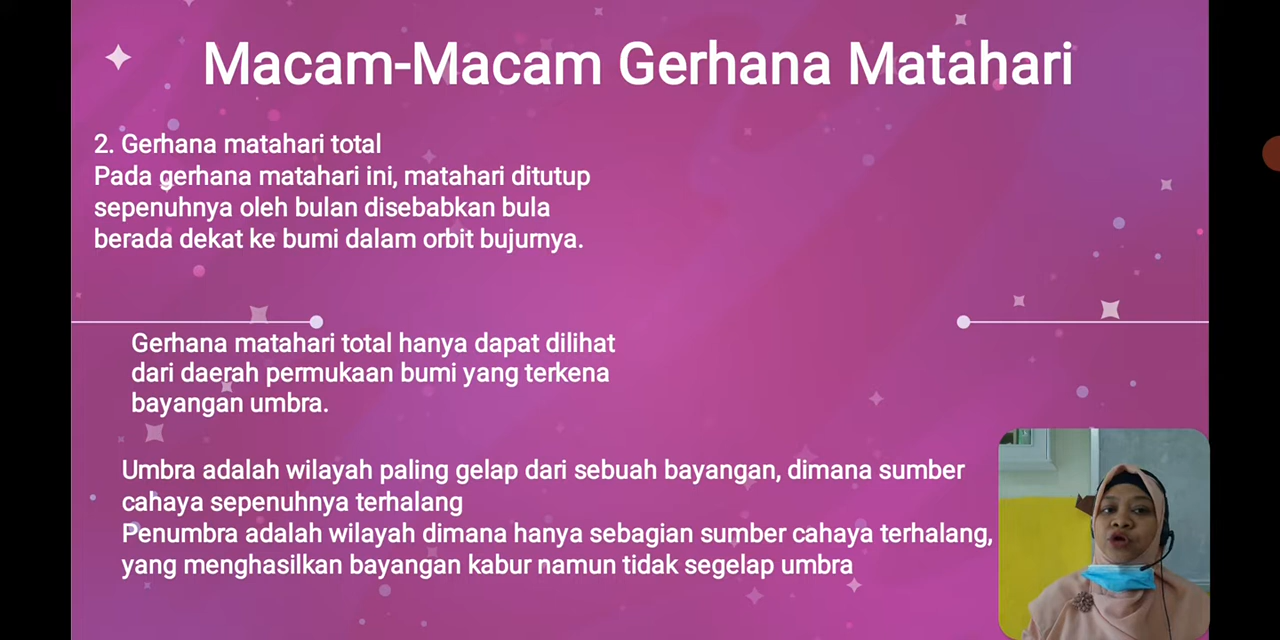 Macam-Macam Gerhana Matahari
2. Gerhana matahari total
Pada gerhana matahari ini, matahari ditutup
sepenuhnya oleh bulan disebabkan bula
berada dekat ke bumi dalam orbit bujurnya.
Gerhana matahari total hanya dapat dilihat
dari daerah permukaan bumi yang terkena
bayangan umbra.
Umbra adalah wilayah paling gelap dari sebuah bayangan, dimana sumber
cahaya sepenuhnya terhalang
Penumbra adalah wilayah dimana hanya sebagian sumber cahaya terhalang,
yang menghasilkan bayangan kabur namun tidak segelap umbra